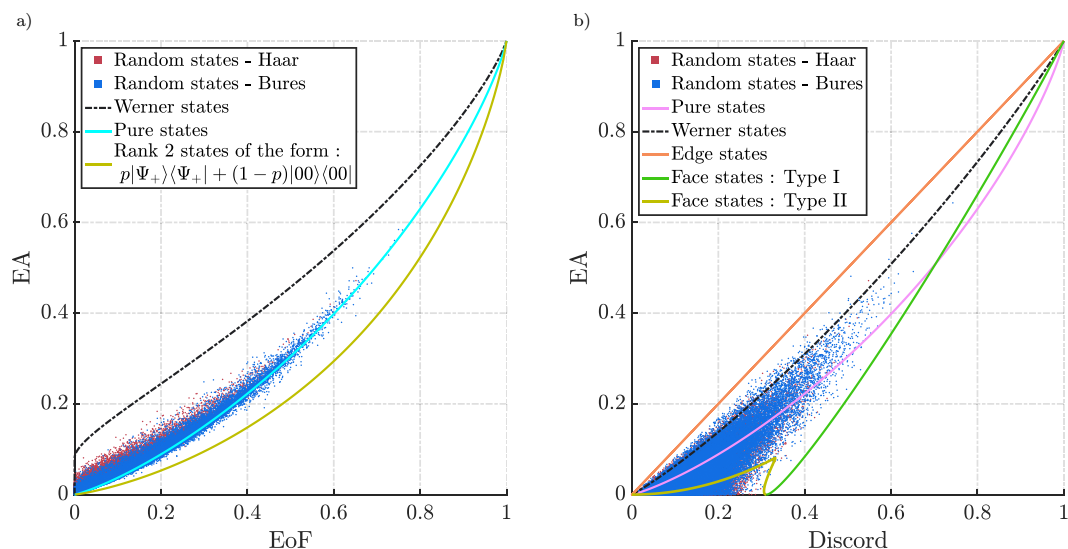 a)
1
0.8
0.6
0.4
0.2
0
EA
Random states - Haar
Random states - Bures
Werner states
Pure states
Rank 2 states of the form :
p|Ψ+⟩⟨Ψ+| + (1 − p)|00⟩⟨00|
0 0.2 0.4 0.6 0.8 1
EoF
b)
1
0.8
0.6
0.4
0.2
0
EA
Random states - Haar
Random states - Bures
Pure states
Werner states
Edge states
Face states : Type I
Face states : Type II
0 0.2 0.4 0.6 0.8 1
Discord